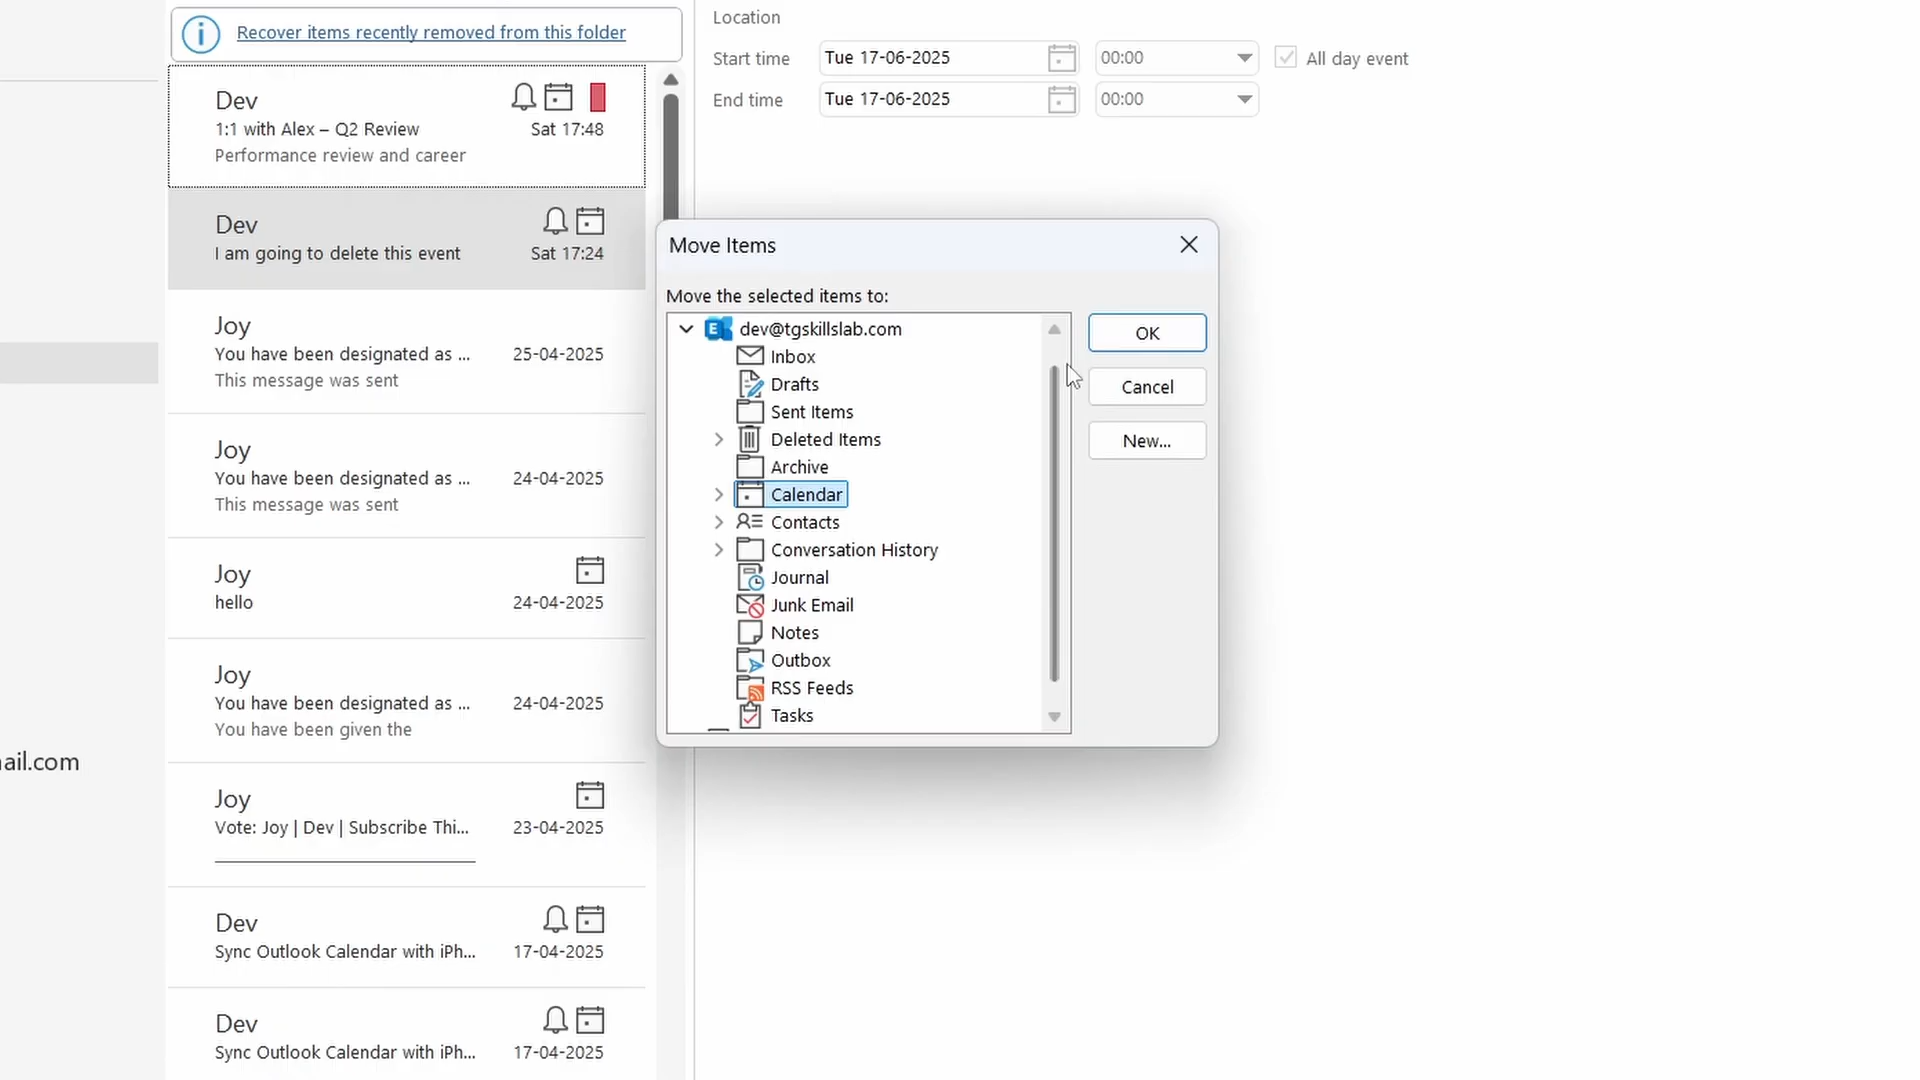 Recover items recently removed from this folder
Dev
1:1 with Alex – Q2 Review
Sat 17:48
Performance review and career
Dev
I am going to delete this event
Sat 17:24
Joy
You have been designated as ...
25-04-2025
This message was sent
Joy
You have been designated as ...
24-04-2025
This message was sent
Joy
hello
24-04-2025
Joy
You have been designated as ...
24-04-2025
You have been given the
Joy
Vote: Joy | Dev | Subscribe Thi...
23-04-2025
Dev
Sync Outlook Calendar with iPh...
17-04-2025
Dev
Sync Outlook Calendar with iPh...
17-04-2025
ail.com
Location
Start time
Tue 17-06-2025
00:00
All day event
End time
Tue 17-06-2025
00:00
Move Items
Move the selected items to:
dev@tgskillslab.com
Inbox
Drafts
Sent Items
Deleted Items
Archive
Calendar
Contacts
Conversation History
Journal
Junk Email
Notes
Outbox
RSS Feeds
Tasks
OK
Cancel
New...